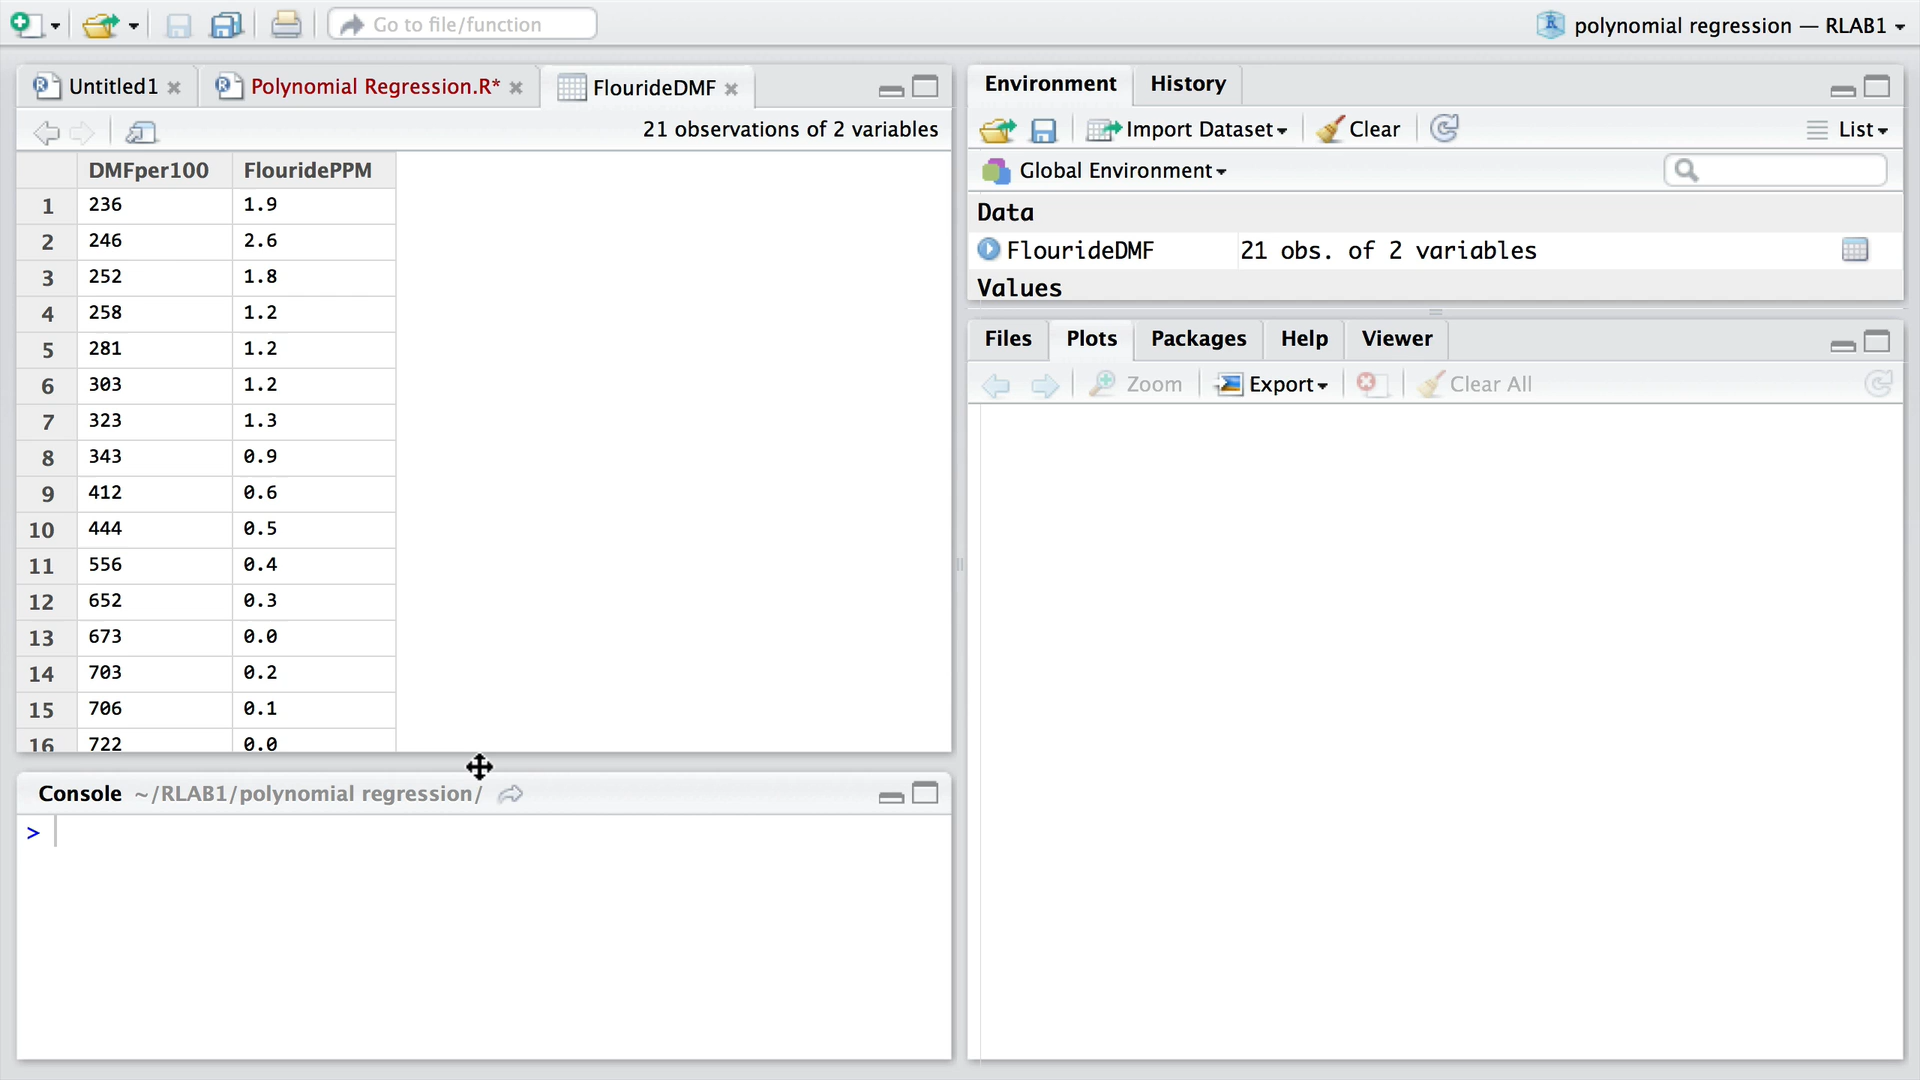 Go to file/function
polynomial regression — RLAB1
Untitled1
Polynomial Regression.R*
FlourideDMF
21 observations of 2 variables
DMFper100 FlouridePPM
1 236 1.9
2 246 2.6
3 252 1.8
4 258 1.2
5 281 1.2
6 303 1.2
7 323 1.3
8 343 0.9
9 412 0.6
10 444 0.5
11 556 0.4
12 652 0.3
13 673 0.0
14 703 0.2
15 706 0.1
16 722 0.0
Console ~/RLAB1/polynomial regression/
>
Environment History
Import Dataset Clear List
Global Environment
Data
FlourideDMF 21 obs. of 2 variables
Values
Files Plots Packages Help Viewer
Zoom Export Clear All